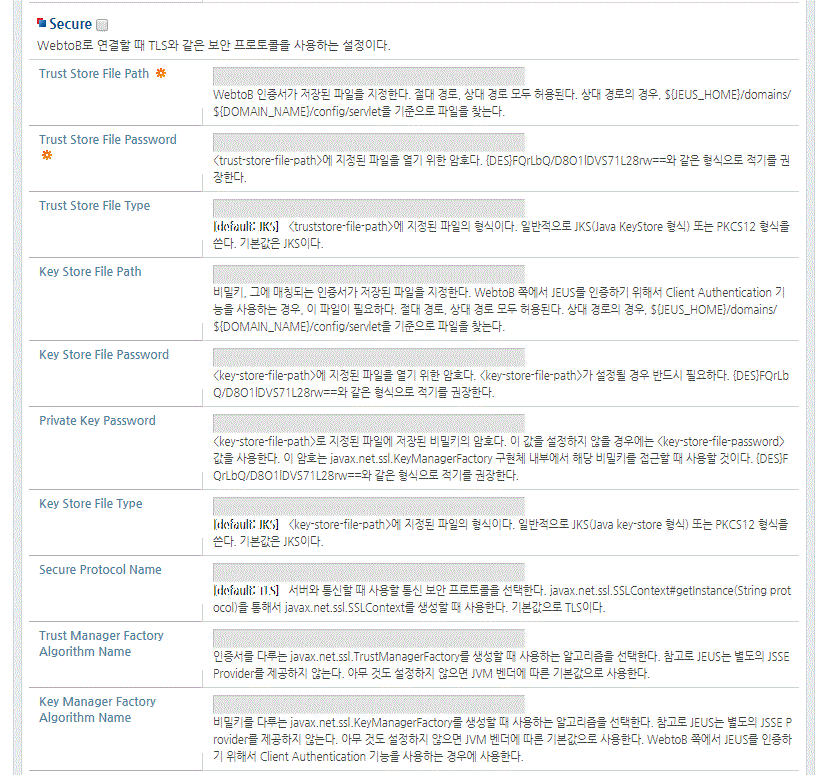 Secure
WebtoB로 연결할 때 TLS와 같은 보안 프로토콜을 사용하는 설정이다.
Trust Store File Path
WebtoB 인증서가 저장된 파일을 지정한다. 절대 경로, 상대 경로 모두 허용된다. 상대 경로의 경우, ${JEUS_HOME}/domains/
${DOMAIN_NAME}/config/servlet을 기준으로 파일을 찾는다.
Trust Store File Password
<trust-store-file-path>에 지정된 파일을 열기 위한 암호다. {DES}FQrLbQ/D8O1lDVS71L28rw==와 같은 형식으로 적기를 권
장한다.
Trust Store File Type
[default: JKS] <truststore-file-path>에 지정된 파일의 형식이다. 일반적으로 JKS(Java KeyStore 형식) 또는 PKCS12 형식을
쓴다. 기본값은 JKS이다.
Key Store File Path
비밀키, 그에 매칭되는 인증서가 저장된 파일을 지정한다. WebtoB 쪽에서 JEUS를 인증하기 위해서 Client Authentication 기
능을 사용하는 경우, 이 파일이 필요하다. 절대 경로, 상대 경로 모두 허용된다. 상대 경로의 경우, ${JEUS_HOME}/domains/
${DOMAIN_NAME}/config/servlet을 기준으로 파일을 찾는다.
Key Store File Password
<key-store-file-path>에 지정된 파일을 열기 위한 암호다. <key-store-file-path>가 설정될 경우 반드시 필요하다. {DES}FQrLb
Q/D8O1lDVS71L28rw==와 같은 형식으로 적기를 권장한다.
Private Key Password
<key-store-file-path>로 지정된 파일에 저장된 비밀키의 암호다. 이 값을 설정하지 않을 경우에는 <key-store-file-password>
값을 사용한다. 이 암호는 javax.net.ssl.KeyManagerFactory 구현체 내부에서 해당 비밀키를 접근할 때 사용할 것이다. {DES}F
QrLbQ/D8O1lDVS71L28rw==와 같은 형식으로 적기를 권장한다.
Key Store File Type
[default: JKS] <key-store-file-path>에 지정된 파일의 형식이다. 일반적으로 JKS(Java key-store 형식) 또는 PKCS12 형식을
쓴다. 기본값은 JKS이다.
Secure Protocol Name
[default: TLS] 서버와 통신할 때 사용할 통신 보안 프로토콜을 선택한다. javax.net.ssl.SSLContext#getInstance(String prot
ocol)을 통해서 javax.net.ssl.SSLContext를 생성할 때 사용한다. 기본값으로 TLS이다.
Trust Manager Factory
Algorithm Name
인증서를 다루는 javax.net.ssl.TrustManagerFactory를 생성할 때 사용하는 알고리즘을 선택한다. 참고로 JEUS는 별도의 JSSE
Provider를 제공하지 않는다. 아무 것도 설정하지 않으면 JVM 벤더에 따른 기본값으로 사용한다.
Key Manager Factory
Algorithm Name
비밀키를 다루는 javax.net.ssl.KeyManagerFactory를 생성할 때 사용하는 알고리즘을 선택한다. 참고로 JEUS는 별도의 JSSE P
rovider를 제공하지 않는다. 아무 것도 설정하지 않으면 JVM 벤더에 따른 기본값으로 사용한다. WebtoB 쪽에서 JEUS를 인증하
기 위해서 Client Authentication 기능을 사용하는 경우에 사용한다.